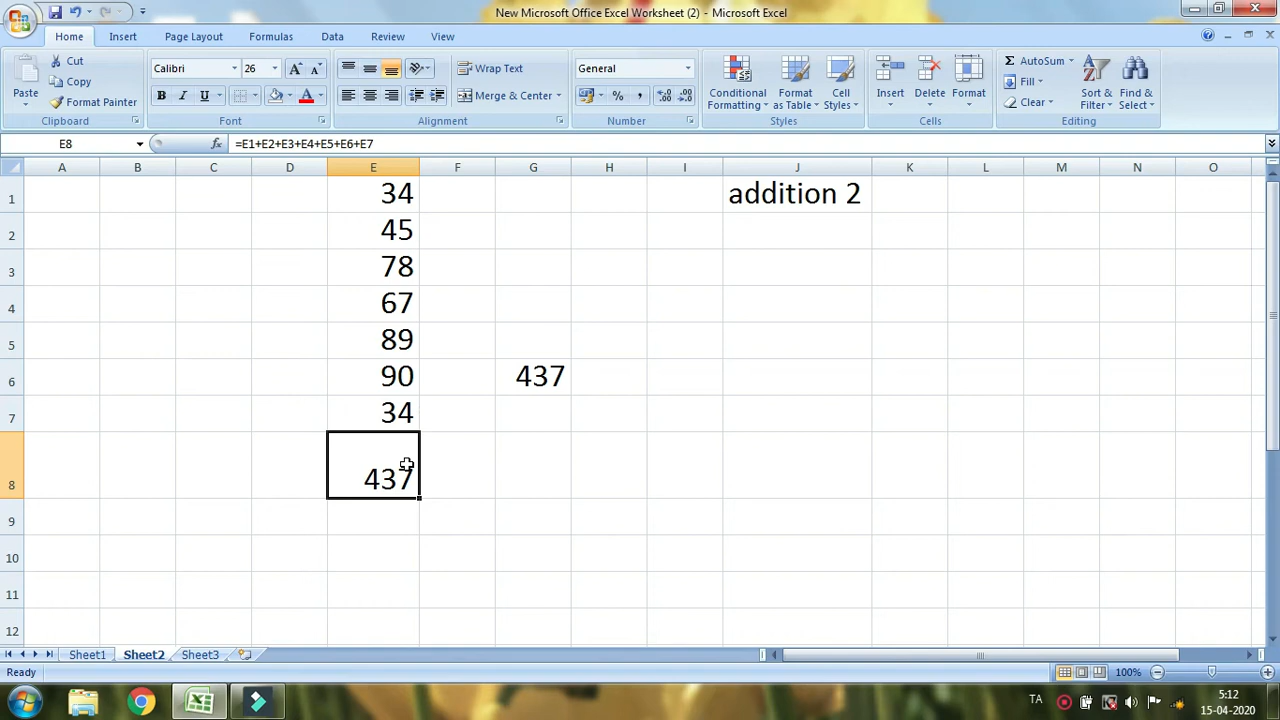 New Microsoft Office Excel Worksheet (2) - Microsoft Excel
Home Insert Page Layout Formulas Data Review View
Paste
Cut
Copy
Format Painter
Clipboard
Calibri 26
B I U
Font
Wrap Text
Merge & Center
Alignment
General
% ,
Number
Conditional Formatting
Format as Table
Cell Styles
Styles
Insert Delete Format
Cells
Σ AutoSum
Fill
Clear
Sort & Filter
Find & Select
Editing
E8 fx =E1+E2+E3+E4+E5+E6+E7
A B C D E F G H I J K L M N O
1 34 addition 2
2 45
3 78
4 67
5 89
6 90 437
7 34
8 437
9
10
11
12
Sheet1 Sheet2 Sheet3
Ready 100%
TA 5:12
15-04-2020